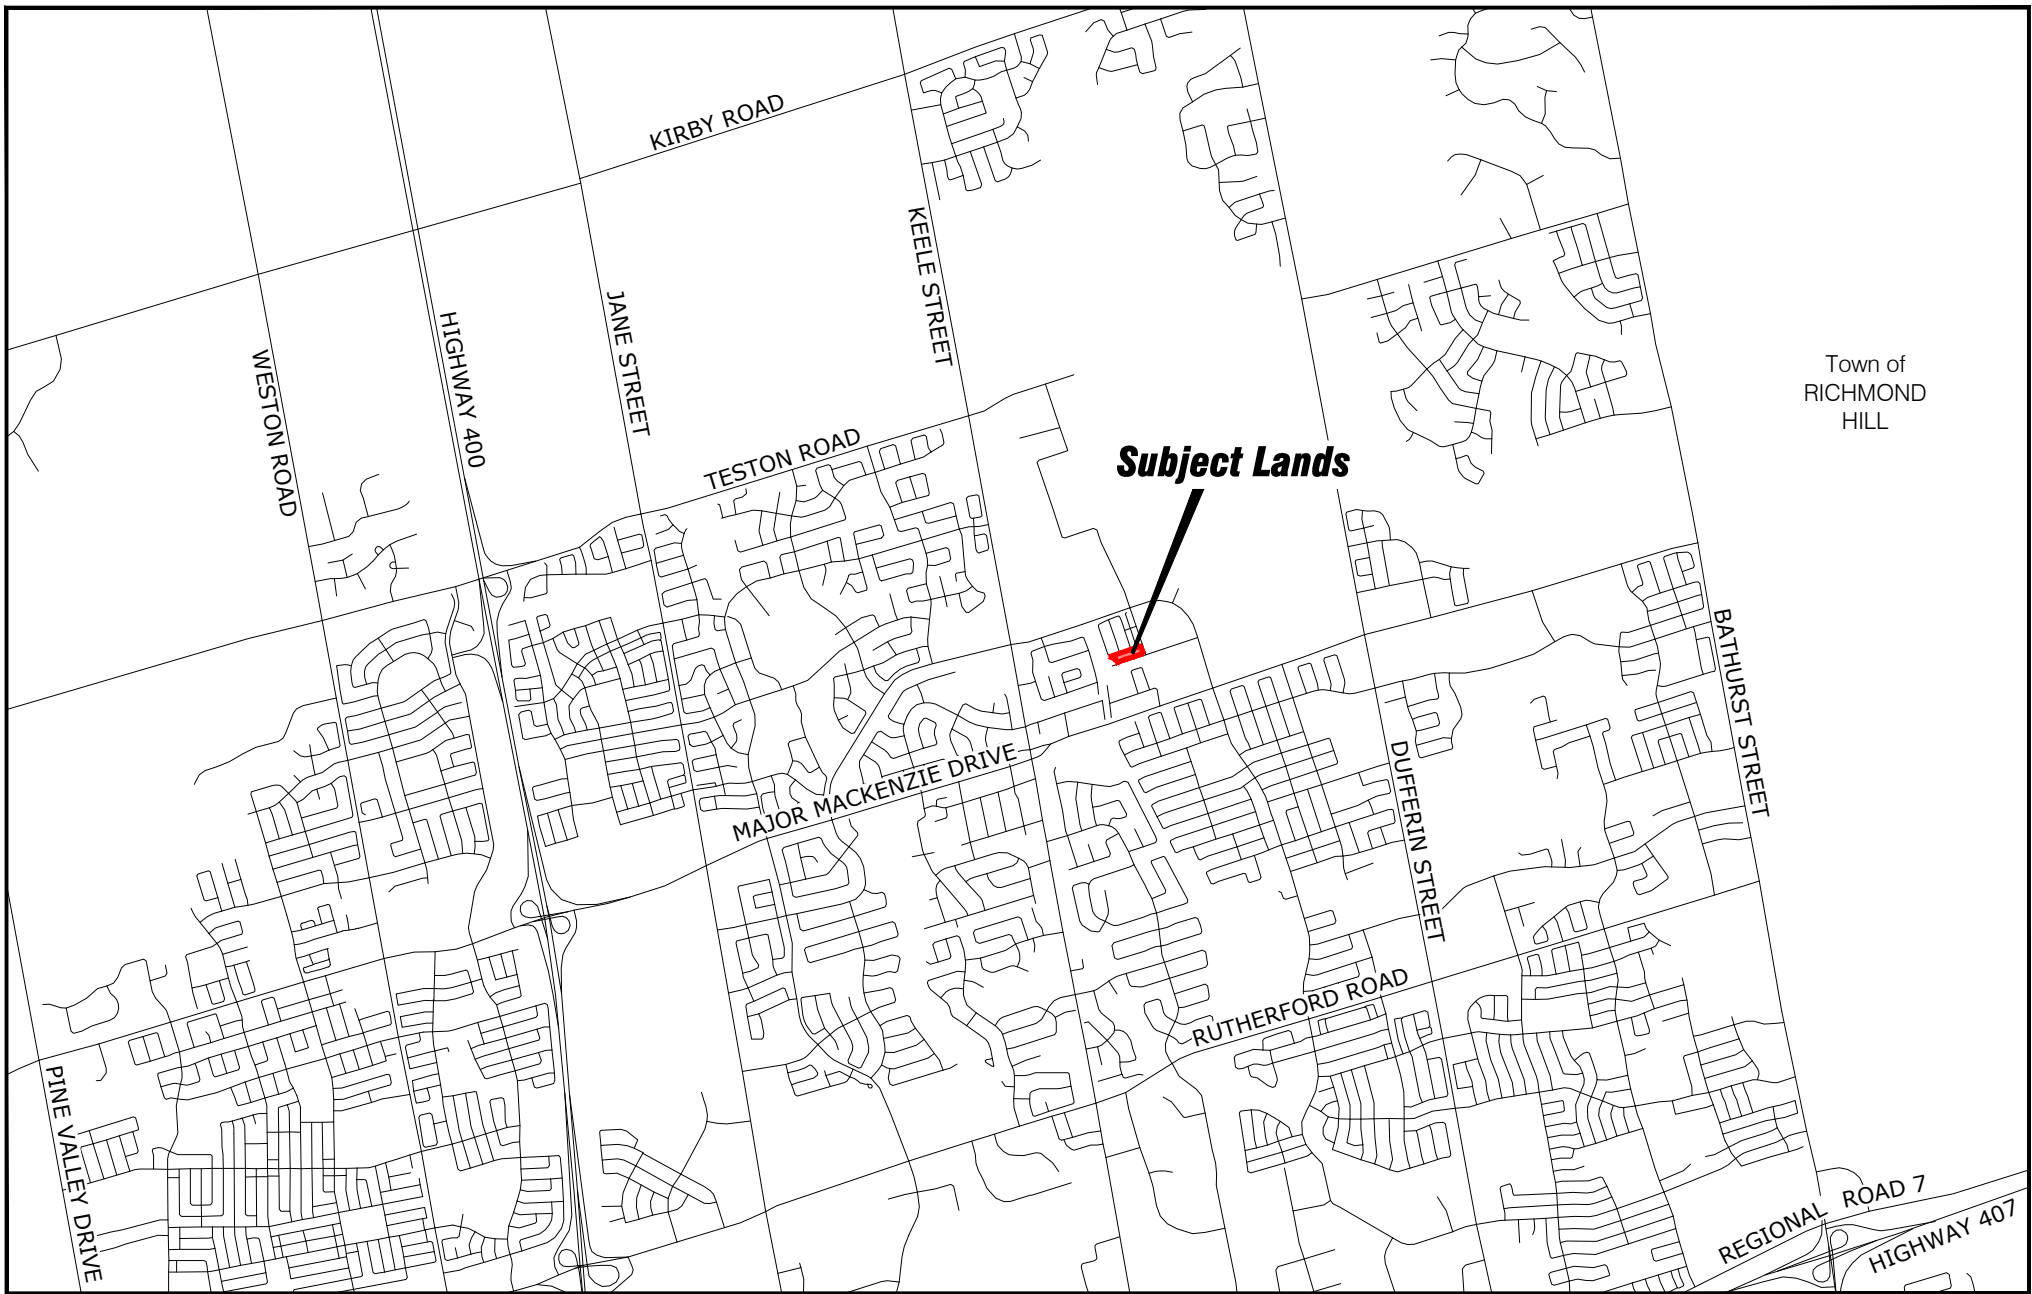 KIRBY ROAD
KEELE STREET
JANE STREET
HIGHWAY 400
WESTON ROAD
Town of
RICHMOND
HILL
TESTON ROAD
Subject Lands
BATHURST STREET
MAJOR MACKENZIE DRIVE
DUFFERIN STREET
RUTHERFORD ROAD
PINE VALLEY DRIVE
REGIONAL ROAD 7
HIGHWAY 407